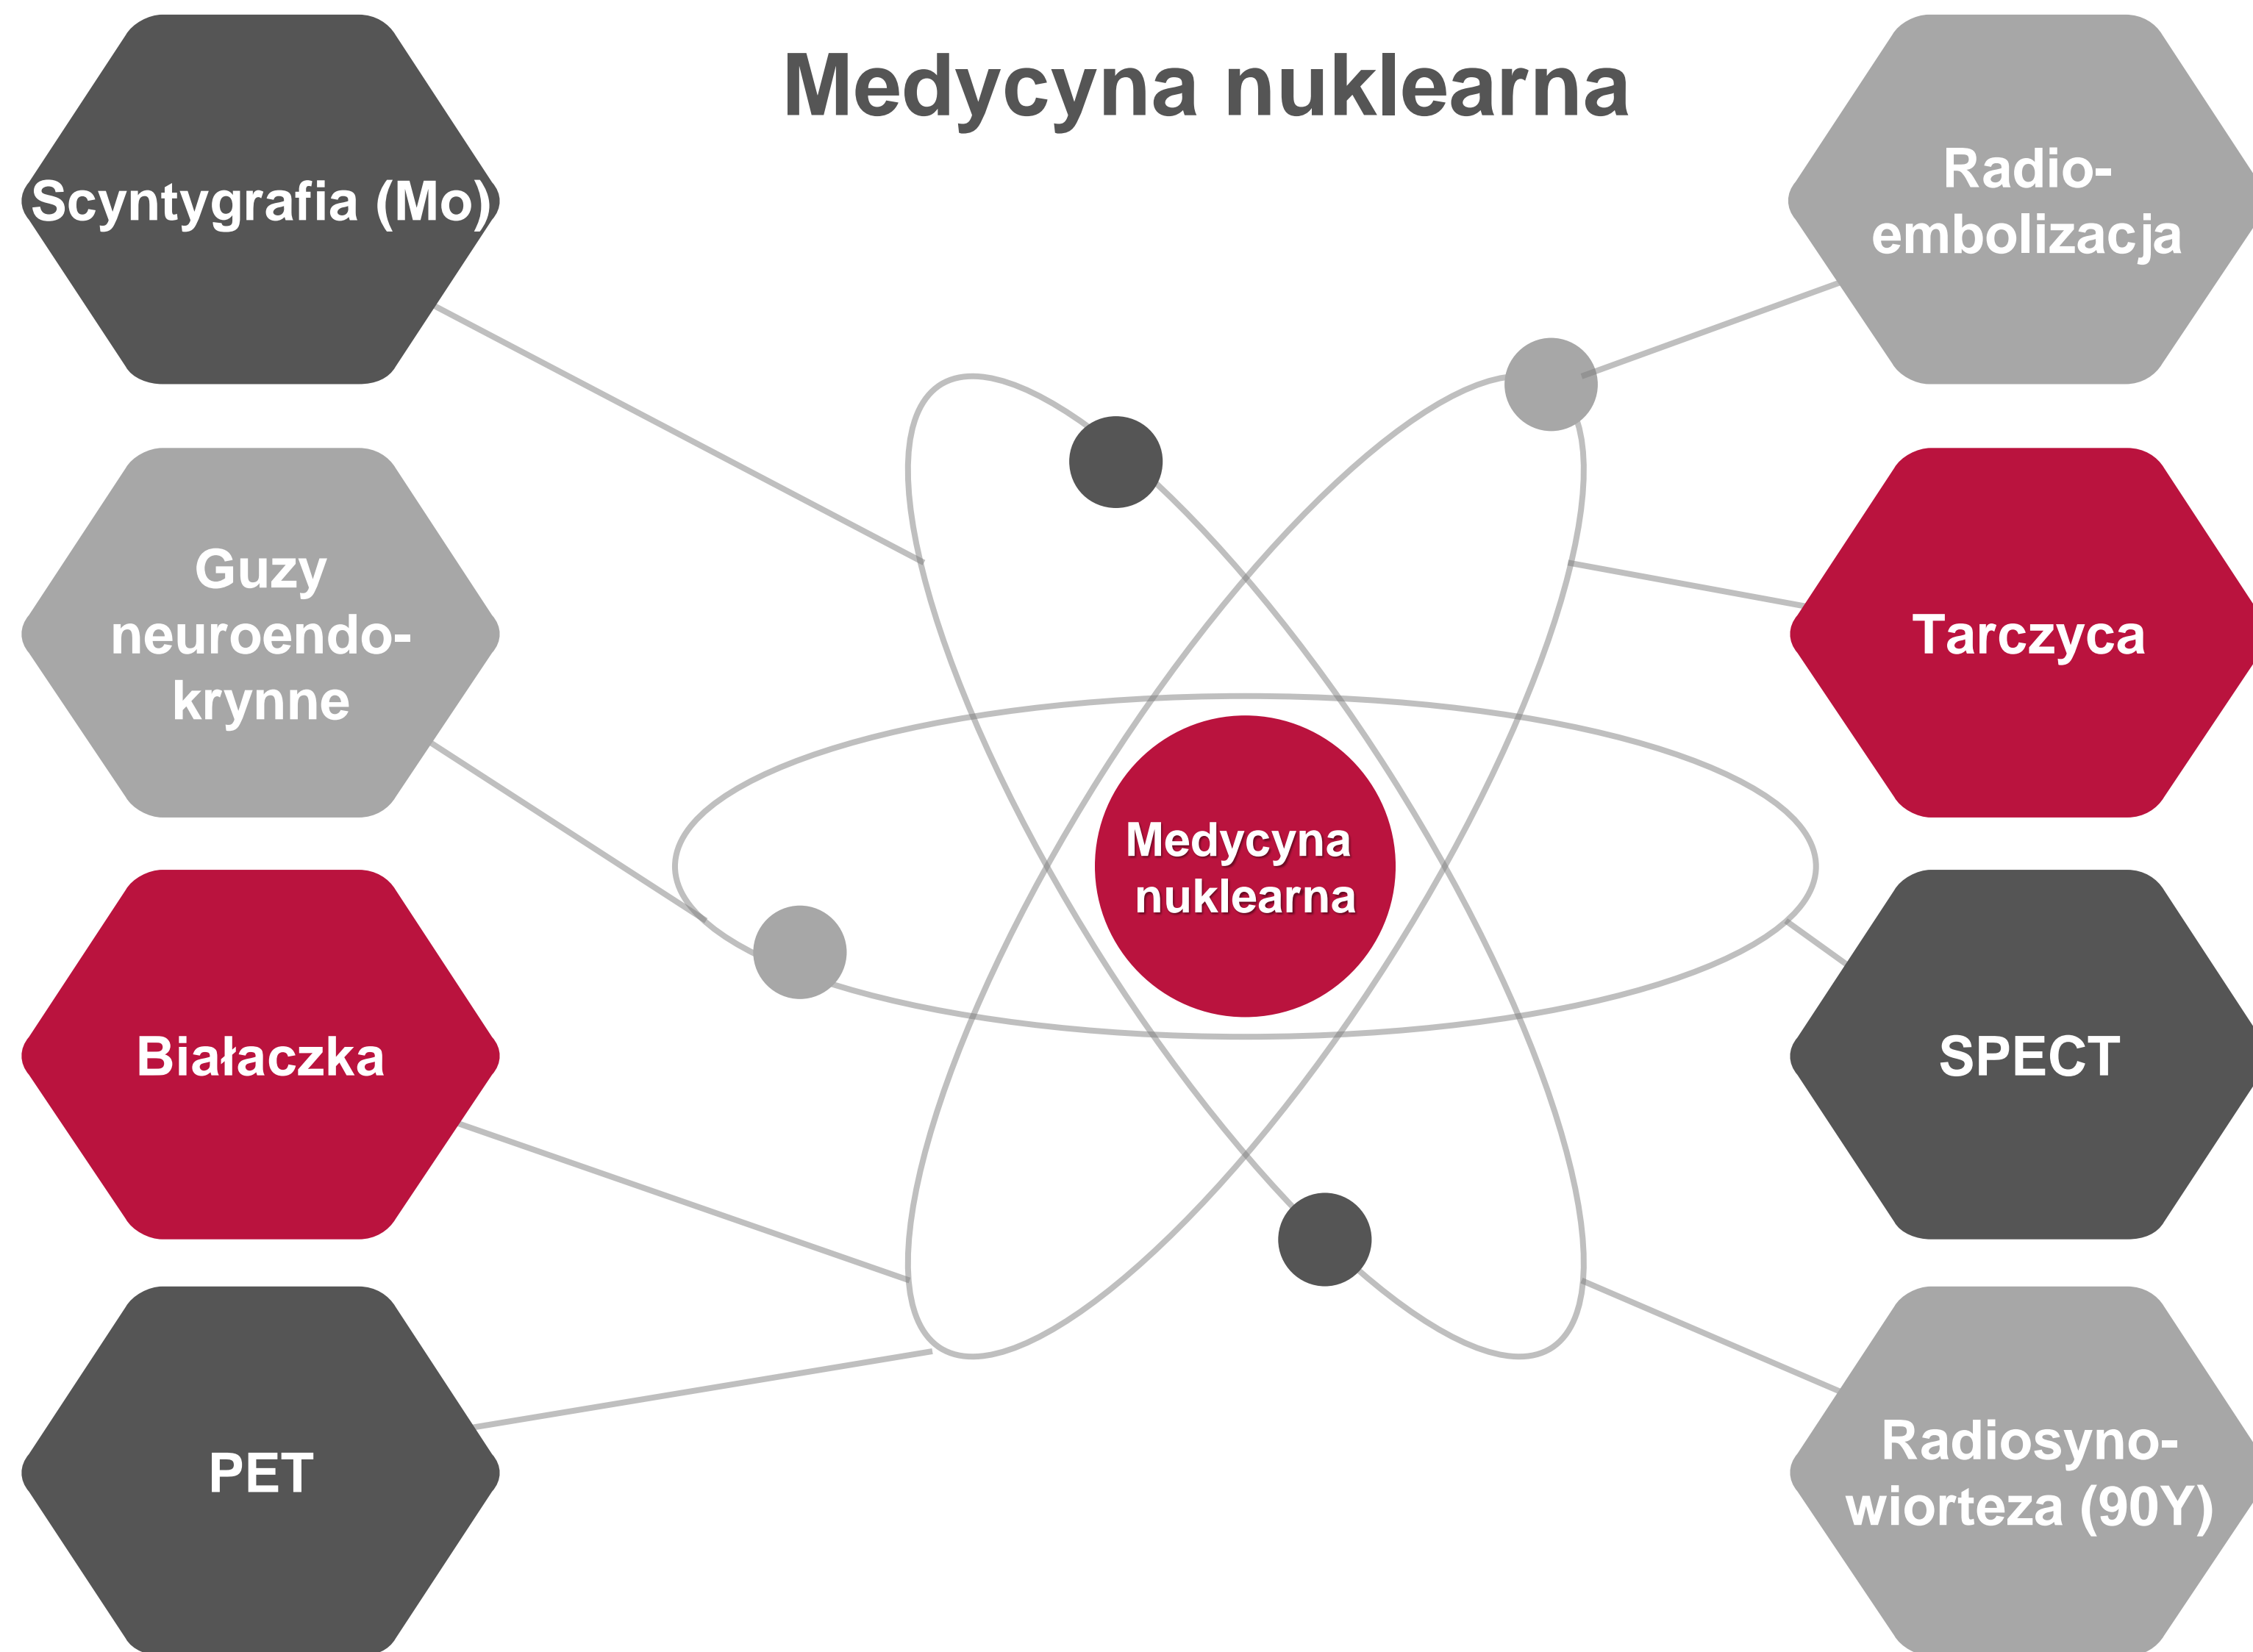 Medycyna nuklearna
Scyntygrafia (Mo)
Guzy
neuroendo-
krynne
Białaczka
PET
Medycyna
nuklearna
Radio-
embolizacja
Tarczyca
SPECT
Radiosyno-
wiorteza (90Y)